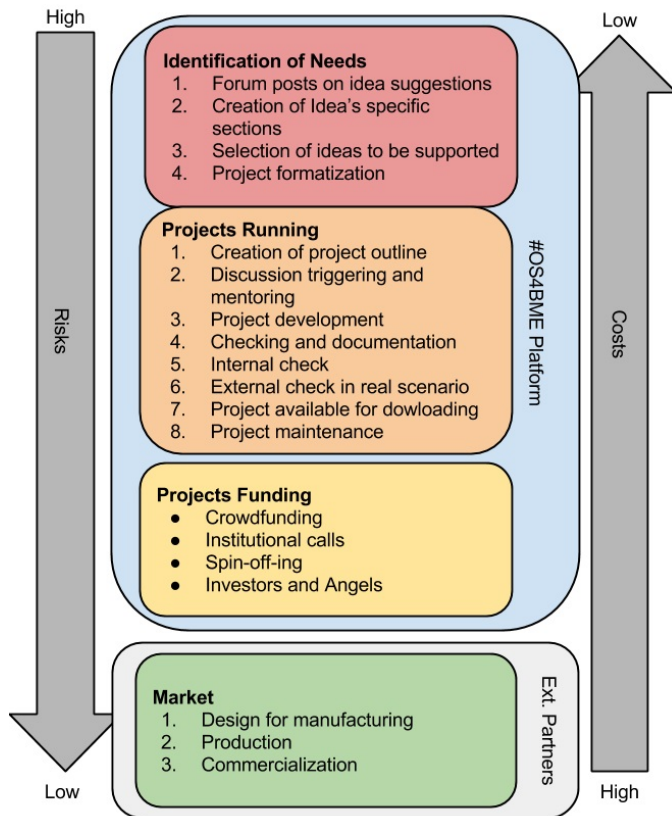 High
Low
Identification of Needs
1. Forum posts on idea suggestions
2. Creation of Idea's specific
sections
3. Selection of ideas to be supported
4. Project formatization
Projects Running
1. Creation of project outline
2. Discussion triggering and
mentoring
3. Project development
4. Checking and documentation
5. Internal check
6. External check in real scenario
7. Project available for dowloading
8. Project maintenance
#OS4BME Platform
Risks
Costs
Projects Funding
● Crowdfunding
● Institutional calls
● Spin-off-ing
● Investors and Angels
Market
1. Design for manufacturing
2. Production
3. Commercialization
Ext. Partners
Low
High